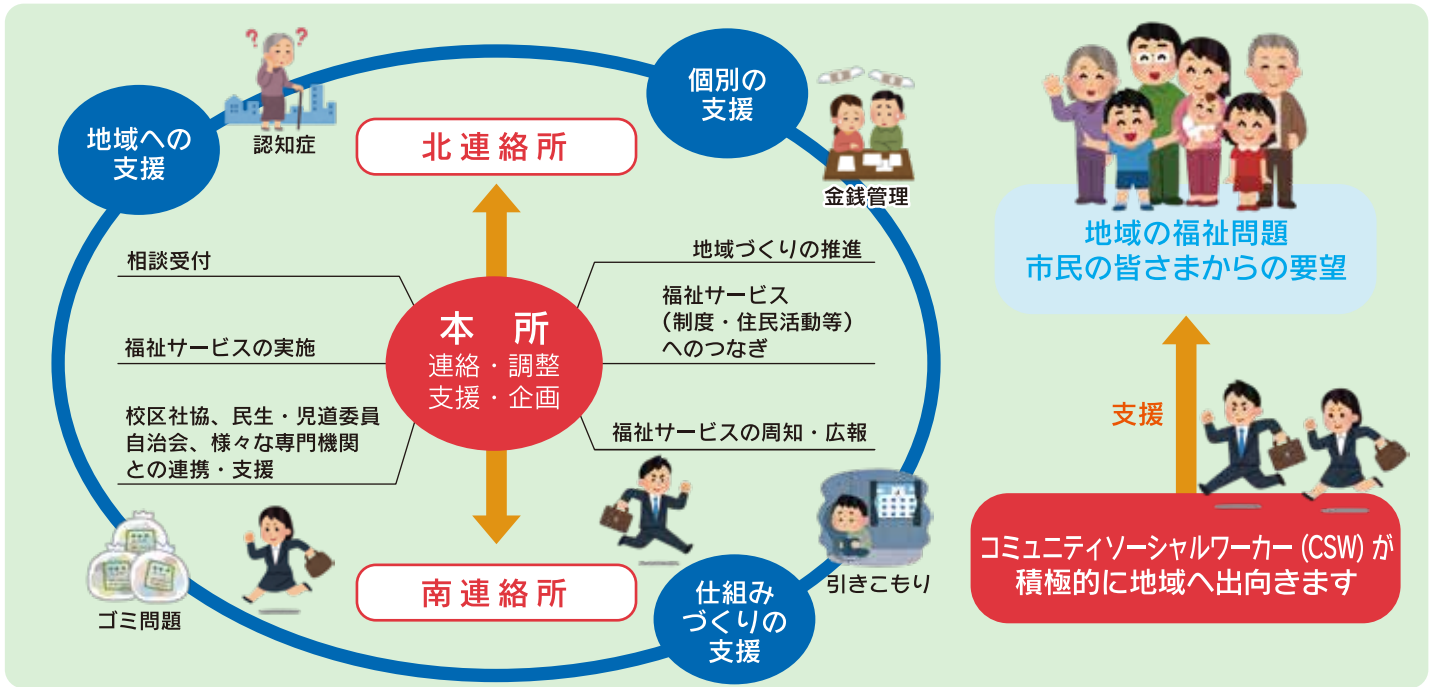 地域への
支援
??
認知症
個別の
支援
金銭管理
北連絡所
相談受付
福祉サービスの実施
校区社協、民生・児道委員
自治会、様々な専門機関
との連携・支援
本 所
連絡・調整
支援・企画
地域づくりの推進
福祉サービス
(制度・住民活動等)
へのつなぎ
福祉サービスの周知・広報
ゴミ問題
南連絡所
仕組み
づくりの
支援
引きこもり
地域の福祉問題
市民の皆さまからの要望
支援
コミュニティソーシャルワーカー(CSW)が
積極的に地域へ出向きます